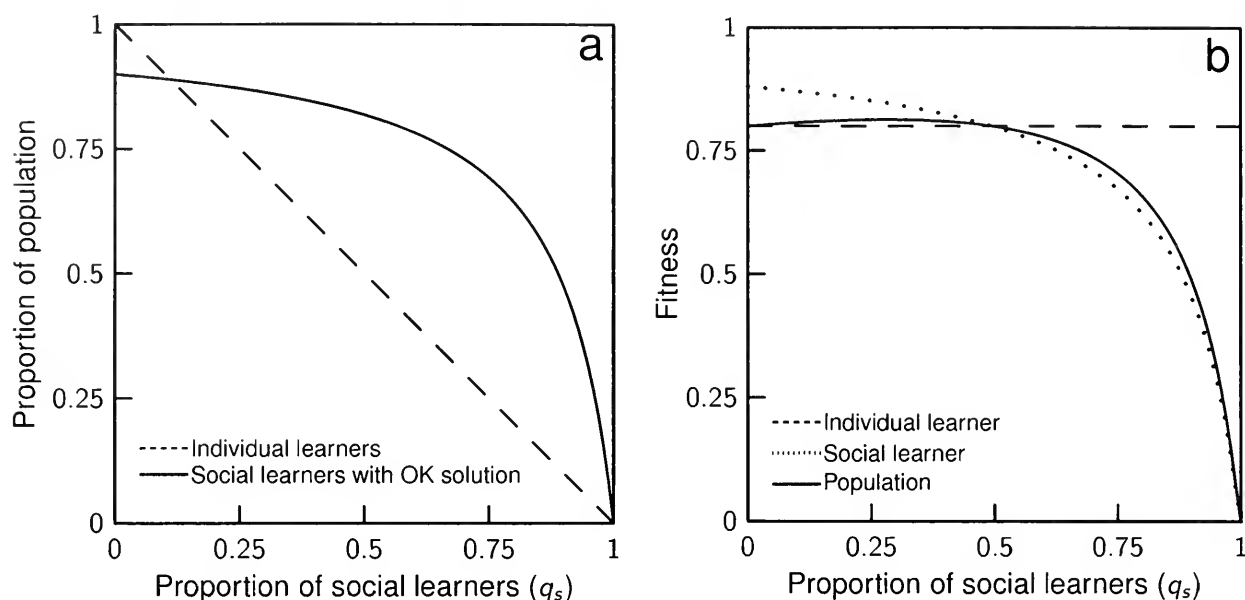 a
Proportion of population
1
0.75
0.5
0.25
0
Individual learners
Social learners with OK solution
0
0.25
0.5
0.75
1
Proportion of social learners (qs)
b
Fitness
1
0.75
0.5
0.25
0
Individual learner
Social learner
Population
0
0.25
0.5
0.75
1
Proportion of social learners (qs)